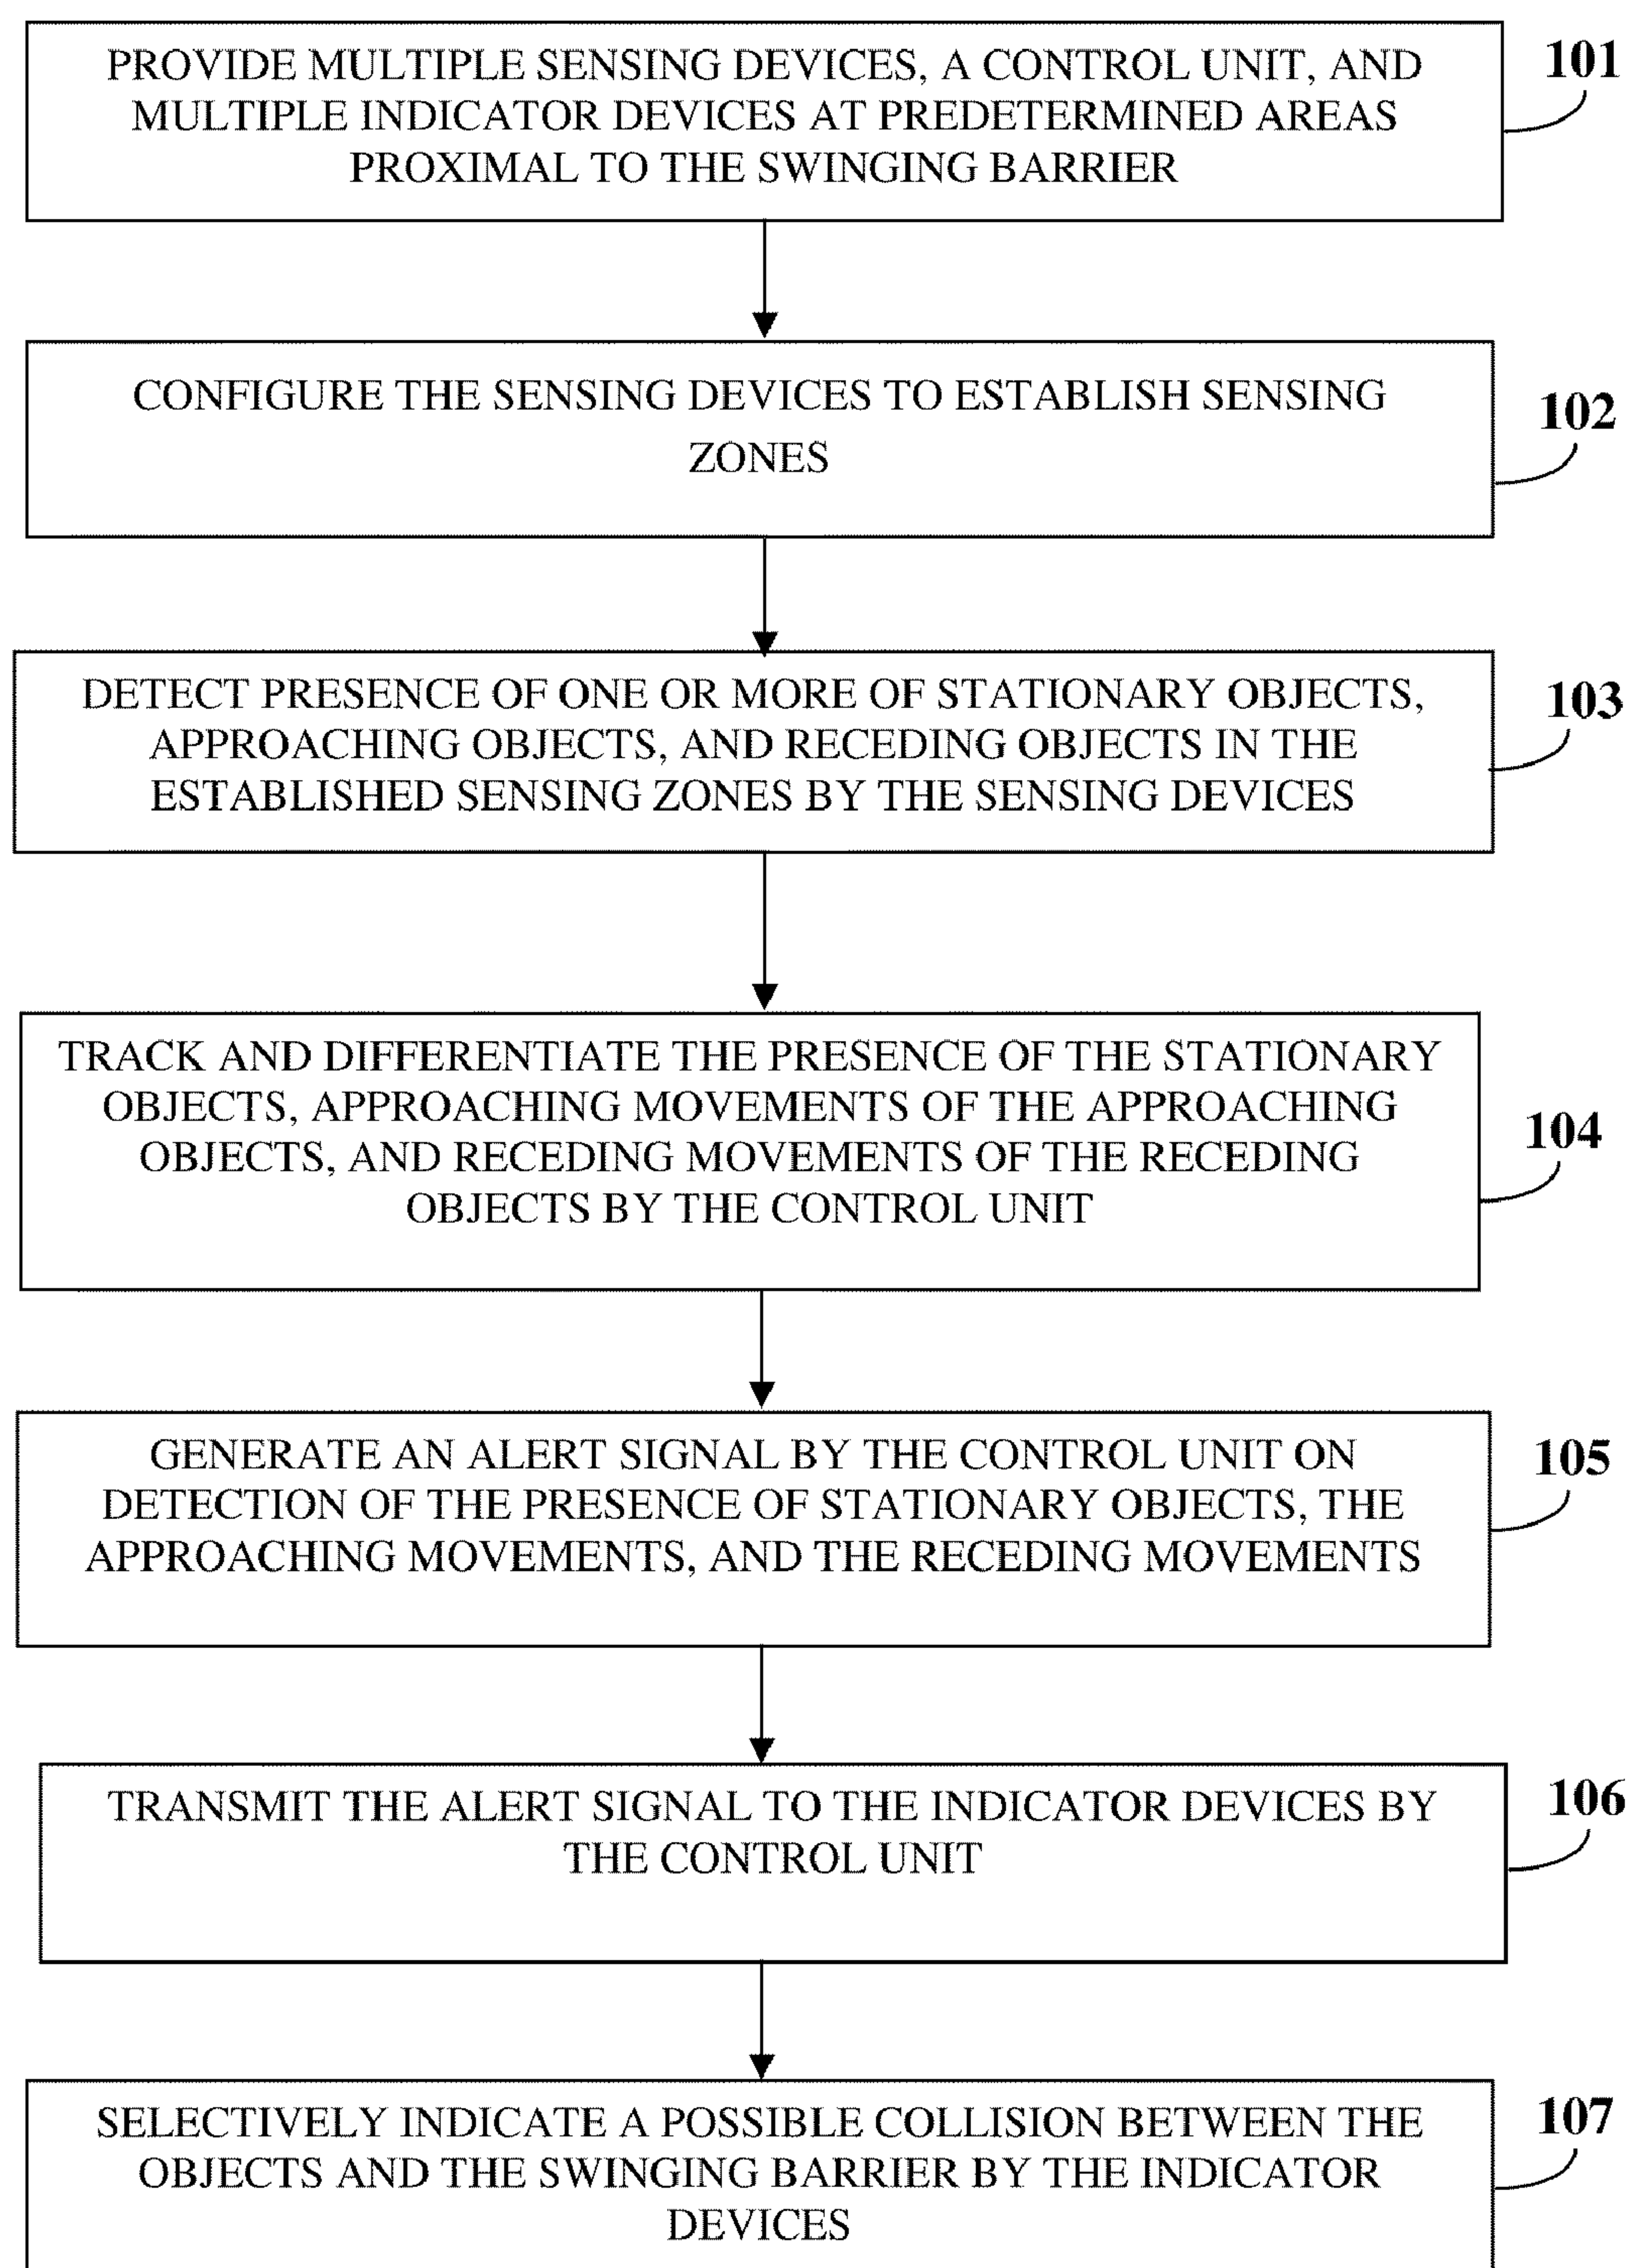 PROVIDE MULTIPLE SENSING DEVICES, A CONTROL UNIT, AND
MULTIPLE INDICATOR DEVICES AT PREDETERMINED AREAS
PROXIMAL TO THE SWINGING BARRIER
101
CONFIGURE THE SENSING DEVICES TO ESTABLISH SENSING
ZONES
102
DETECT PRESENCE OF ONE OR MORE OF STATIONARY OBJECTS,
APPROACHING OBJECTS, AND RECEDING OBJECTS IN THE
ESTABLISHED SENSING ZONES BY THE SENSING DEVICES
103
TRACK AND DIFFERENTIATE THE PRESENCE OF THE STATIONARY
OBJECTS, APPROACHING MOVEMENTS OF THE APPROACHING
OBJECTS, AND RECEDING MOVEMENTS OF THE RECEDING
OBJECTS BY THE CONTROL UNIT
104
GENERATE AN ALERT SIGNAL BY THE CONTROL UNIT ON
DETECTION OF THE PRESENCE OF STATIONARY OBJECTS, THE
APPROACHING MOVEMENTS, AND THE RECEDING MOVEMENTS
105
TRANSMIT THE ALERT SIGNAL TO THE INDICATOR DEVICES BY
THE CONTROL UNIT
106
SELECTIVELY INDICATE A POSSIBLE COLLISION BETWEEN THE
OBJECTS AND THE SWINGING BARRIER BY THE INDICATOR
DEVICES
107